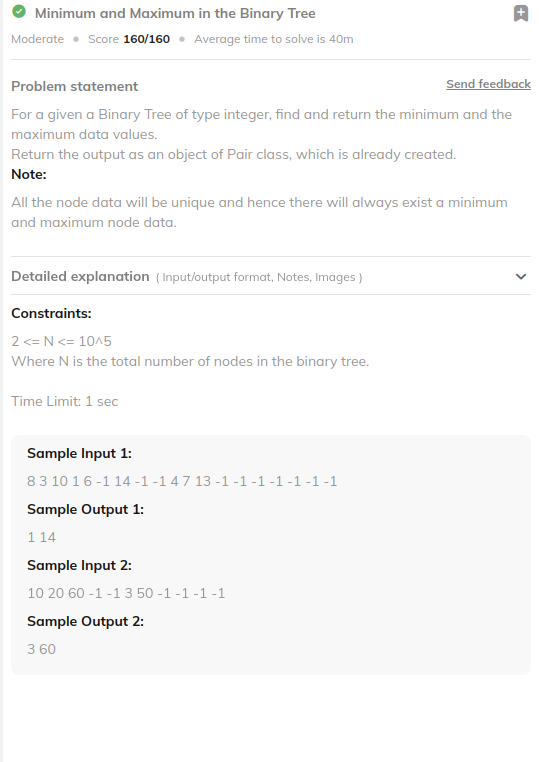 Minimum and Maximum in the Binary Tree
Moderate • Score 160/160 • Average time to solve is 40m
Problem statement
Send feedback
For a given a Binary Tree of type integer, find and return the minimum and the
maximum data values.
Return the output as an object of Pair class, which is already created.
Note:
All the node data will be unique and hence there will always exist a minimum
and maximum node data.
Detailed explanation ( Input/output format, Notes, Images )
Constraints:
2 <= N <= 10^5
Where N is the total number of nodes in the binary tree.
Time Limit: 1 sec
Sample Input 1:
8 3 10 1 6 -1 14 -1 -1 4 7 13 -1 -1 -1 -1 -1 -1 -1
Sample Output 1:
1 14
Sample Input 2:
10 20 60 -1 -1 3 50 -1 -1 -1 -1
Sample Output 2:
3 60